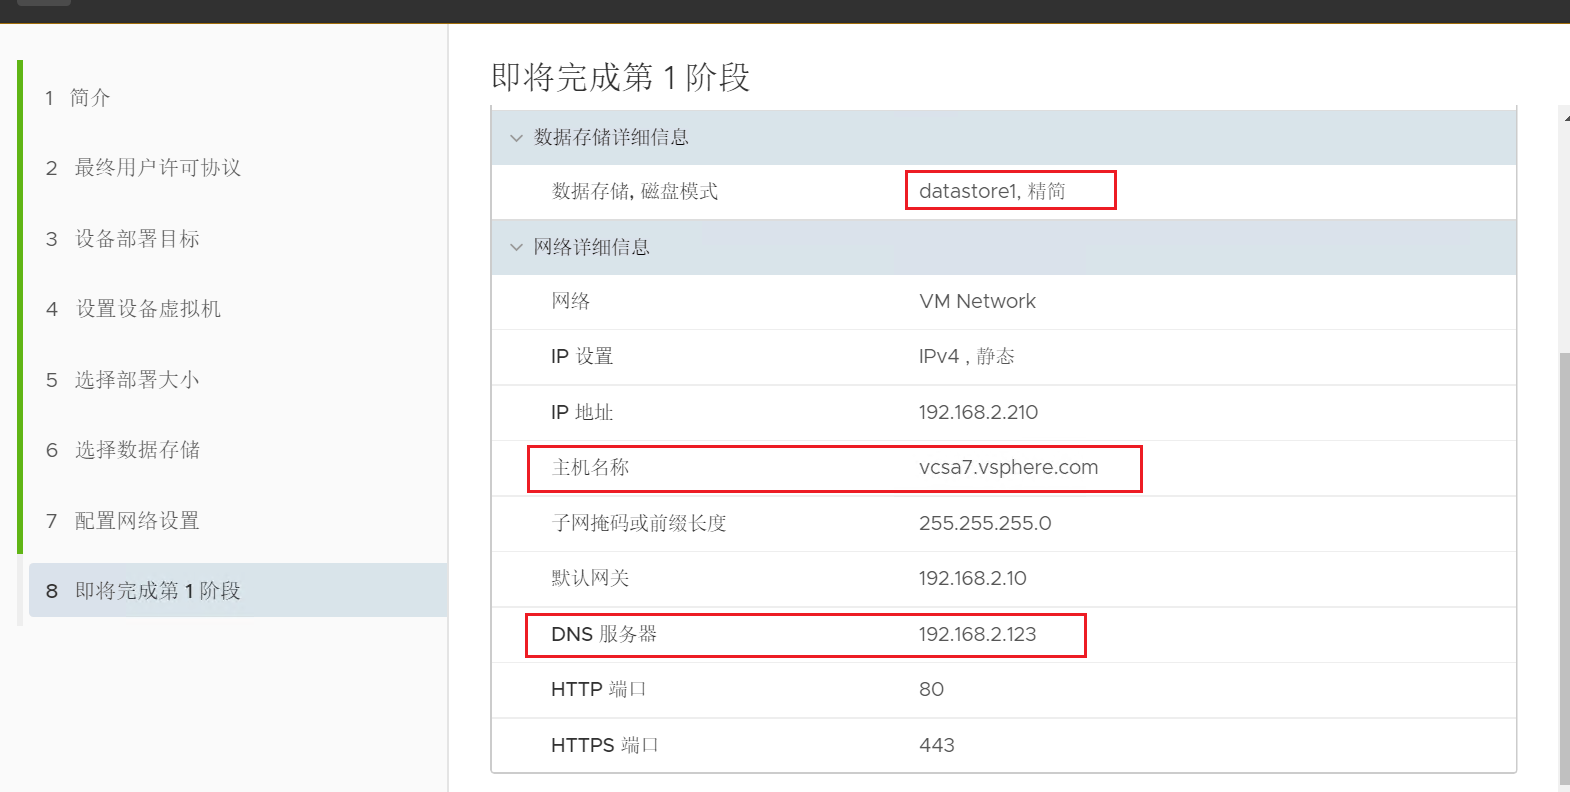 1 简介
2 最终用户许可协议
3 设备部署目标
4 设置设备虚拟机
5 选择部署大小
6 选择数据存储
7 配置网络设置
8 即将完成第 1 阶段
即将完成第 1 阶段
数据存储详细信息
数据存储, 磁盘模式 datastore1, 精简
网络详细信息
网络 VM Network
IP 设置 IPv4 , 静态
IP 地址 192.168.2.210
主机名称 vcsa7.vsphere.com
子网掩码或前缀长度 255.255.255.0
默认网关 192.168.2.10
DNS 服务器 192.168.2.123
HTTP 端口 80
HTTPS 端口 443